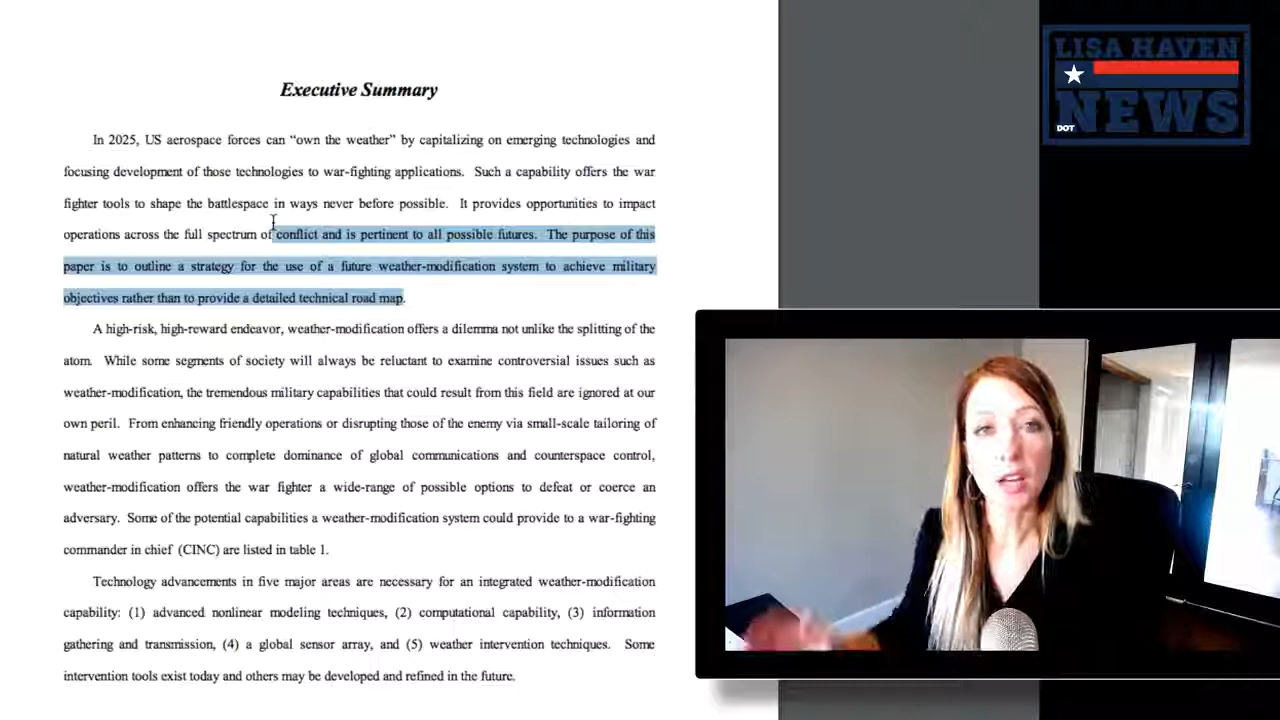 Executive Summary
In 2025, US aerospace forces can “own the weather” by capitalizing on emerging technologies and
focusing development of those technologies to war-fighting applications. Such a capability offers the war
fighter tools to shape the battlespace in ways never before possible. It provides opportunities to impact
operations across the full spectrum of conflict and is pertinent to all possible futures. The purpose of this
paper is to outline a strategy for the use of a future weather-modification system to achieve military
objectives rather than to provide a detailed technical road map.
A high-risk, high-reward endeavor, weather-modification offers a dilemma not unlike the splitting of the
atom. While some segments of society will always be reluctant to examine controversial issues such as
weather-modification, the tremendous military capabilities that could result from this field are ignored at our
own peril. From enhancing friendly operations or disrupting those of the enemy via small-scale tailoring of
natural weather patterns to complete dominance of global communications and counterspace control,
weather-modification offers the war fighter a wide-range of possible options to defeat or coerce an
adversary. Some of the potential capabilities a weather-modification system could provide to a war-fighting
commander in chief (CINC) are listed in table 1.
Technology advancements in five major areas are necessary for an integrated weather-modification
capability: (1) advanced nonlinear modeling techniques, (2) computational capability, (3) information
gathering and transmission, (4) a global sensor array, and (5) weather intervention techniques. Some
intervention tools exist today and others may be developed and refined in the future.
LISA HAVEN
DOT NEWS